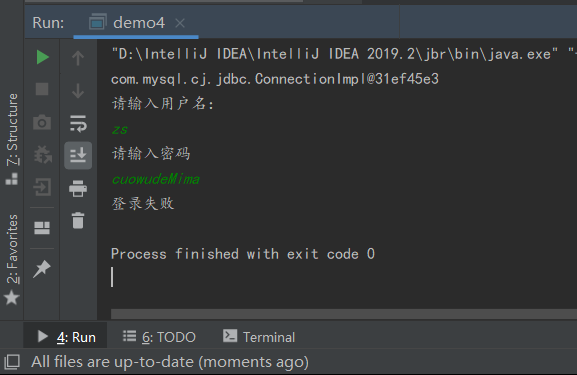 Run:
demo4
"D:\IntelliJ IDEA\IntelliJ IDEA 2019.2\jbr\bin\java.exe" "
com.mysql.cj.jdbc.ConnectionImpl@31ef45e3
请输入用户名：
zs
请输入密码
cuowudeMima
登录失败
Process finished with exit code 0
7: Structure
2: Favorites
4: Run
6: TODO
Terminal
All files are up-to-date (moments ago)